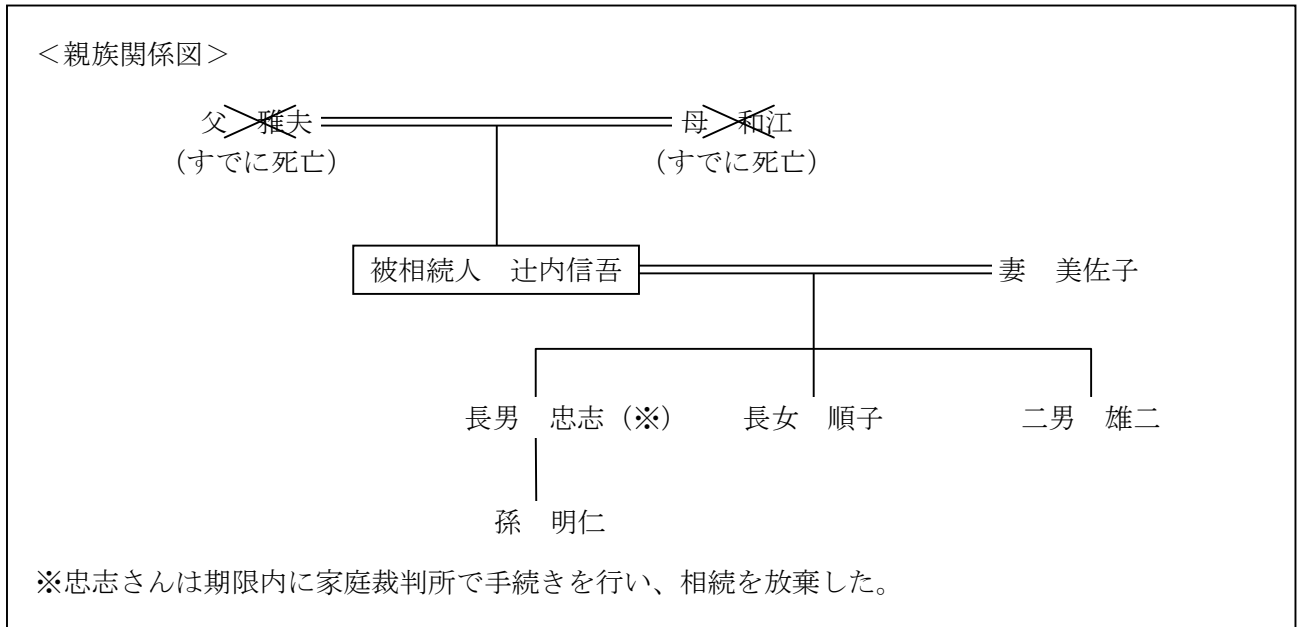 <親族関係図>
父 雅夫 母 和江
(すでに死亡) (すでに死亡)
被相続人 辻内信吾 妻 美佐子
長男 忠志(※) 長女 順子 二男 雄二
孫 明仁
※忠志さんは期限内に家庭裁判所で手続きを行い、相続を放棄した。